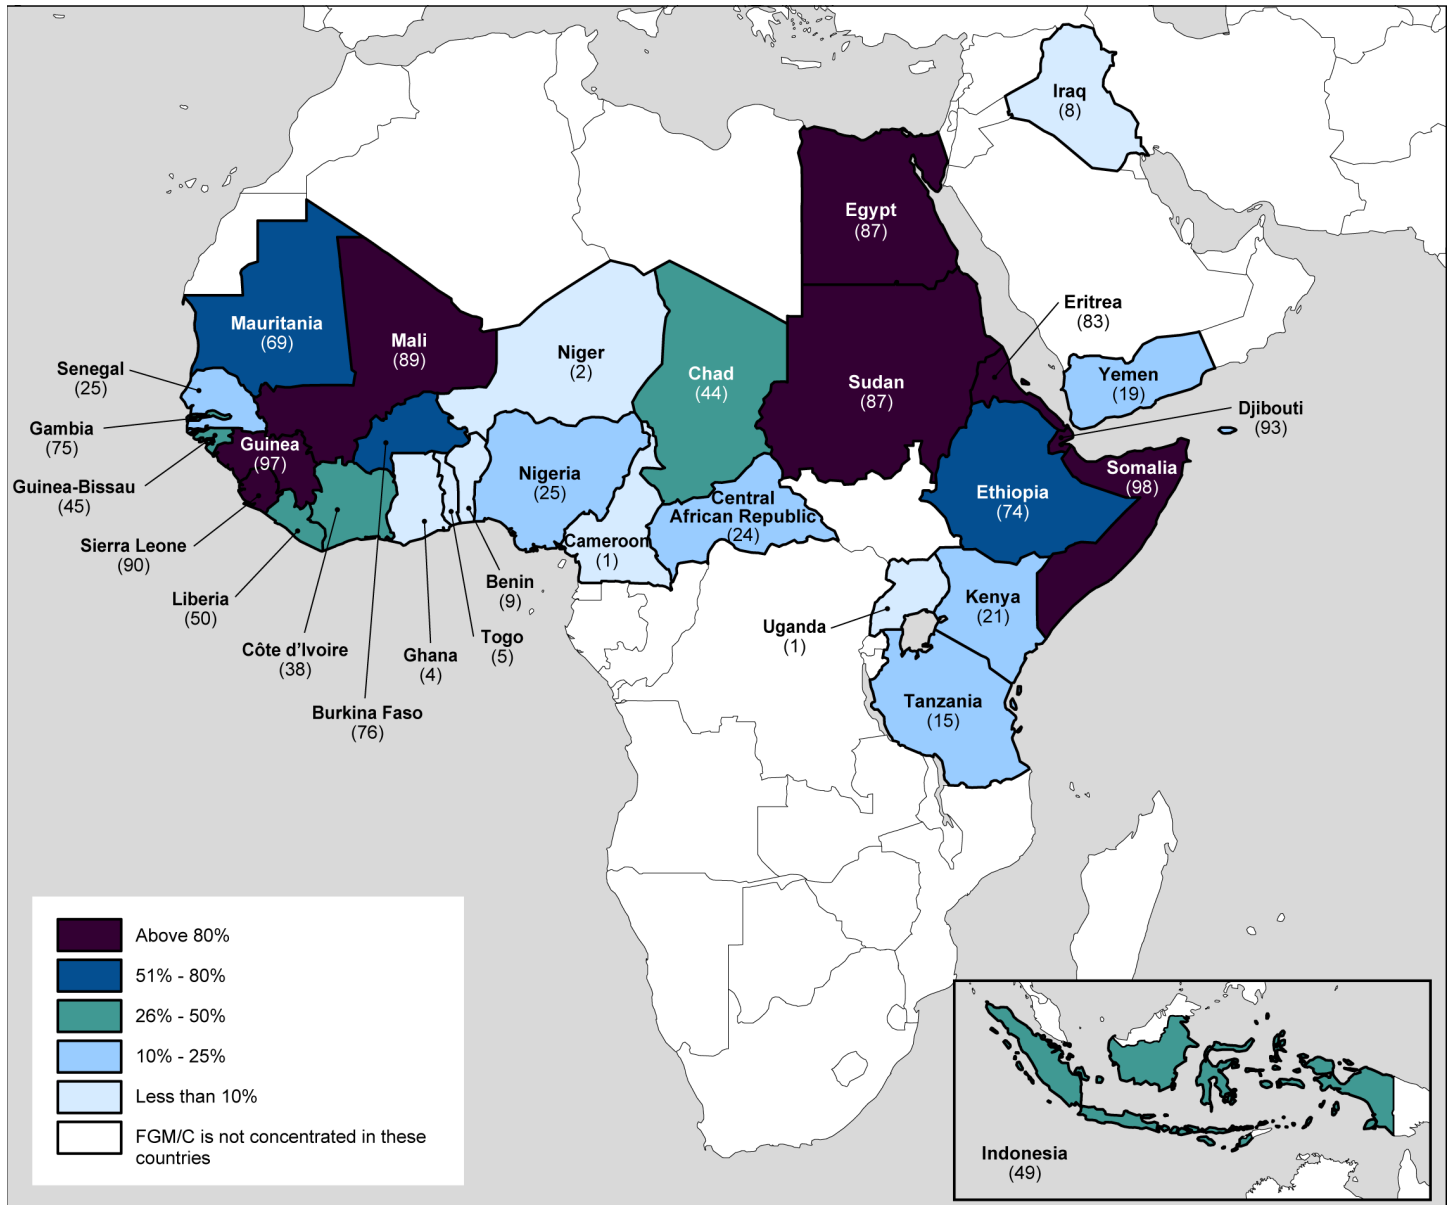 Iraq
(8)
Egypt
(87)
Eritrea
(83)
Mauritania
(69)
Mali
(89)
Niger
(2)
Chad
(44)
Sudan
(87)
Yemen
(19)
Senegal
(25)
Djibouti
(93)
Gambia
(75)
Guinea
(97)
Nigeria
(25)
Somalia
(98)
Guinea-Bissau
(45)
Ethiopia
(74)
Central
African Republic
(24)
Sierra Leone
(90)
Cameroon
(1)
Benin
(9)
Liberia
(50)
Kenya
(21)
Uganda
(1)
Togo
(5)
Côte d’Ivoire
(38)
Ghana
(4)
Tanzania
(15)
Burkina Faso
(76)
Above 80%
51% - 80%
26% - 50%
10% - 25%
Less than 10%
FGM/C is not concentrated in these
countries
Indonesia
(49)